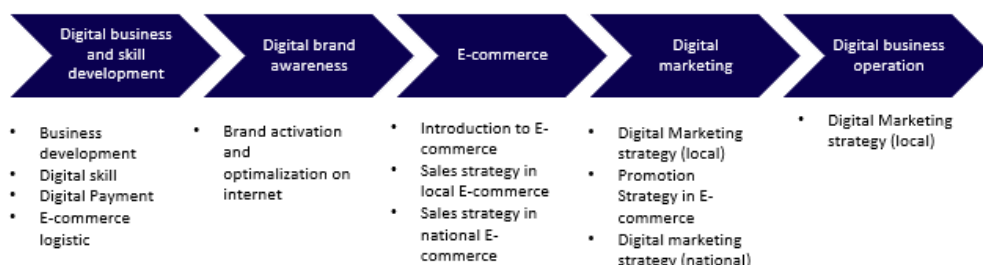 Digital business
and skill
development
Digital brand
awareness
E-commerce
Digital
marketing
Digital business
operation
• Business
development
• Digital skill
• Digital Payment
• E-commerce
logistic
• Brand activation
and
optimalization on
internet
• Introduction to E-
commerce
• Sales strategy in
local E-commerce
• Sales strategy in
national E-
commerce
• Digital Marketing
strategy (local)
• Promotion
Strategy in E-
commerce
• Digital marketing
strategy (national)
• Digital Marketing
strategy (local)